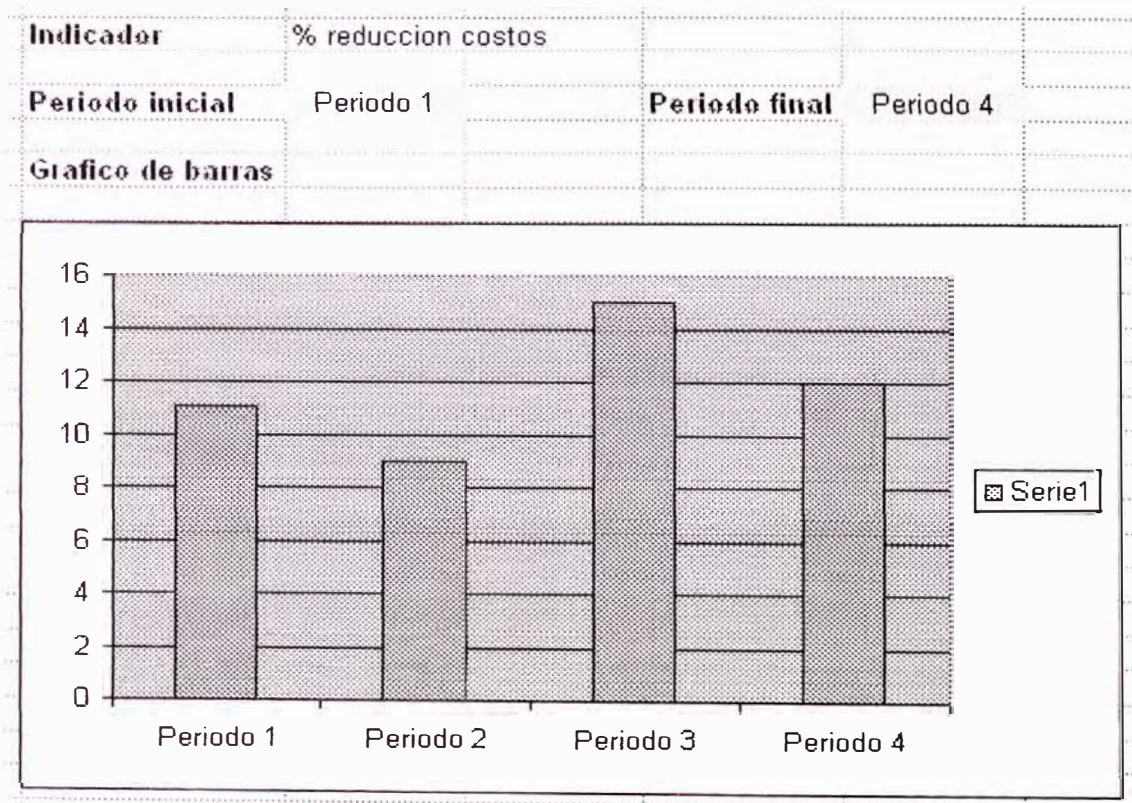 Indicador % reduccion costos
Periodo inicial Periodo 1 Periodo final Periodo 4
Grafico de barras
16
14
12
10
8
6
4
2
0
Serie1
Periodo 1 Periodo 2 Periodo 3 Periodo 4